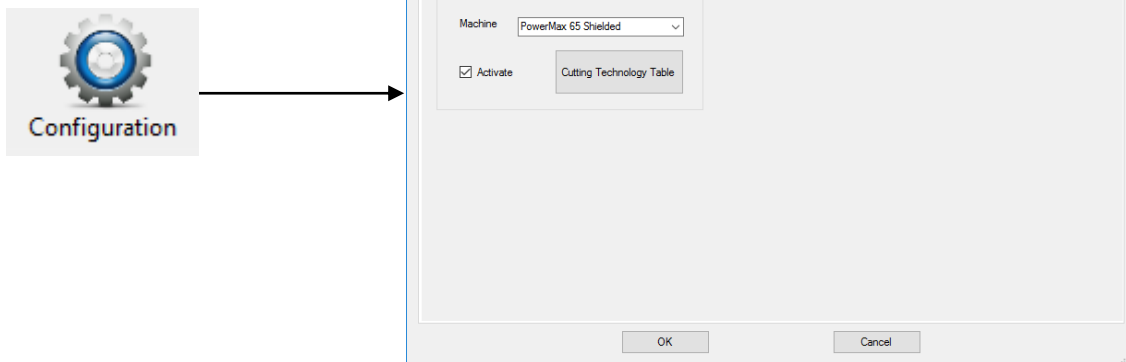 Configuration
Machine PowerMax 65 Shielded
Activate Cutting Technology Table
OK Cancel